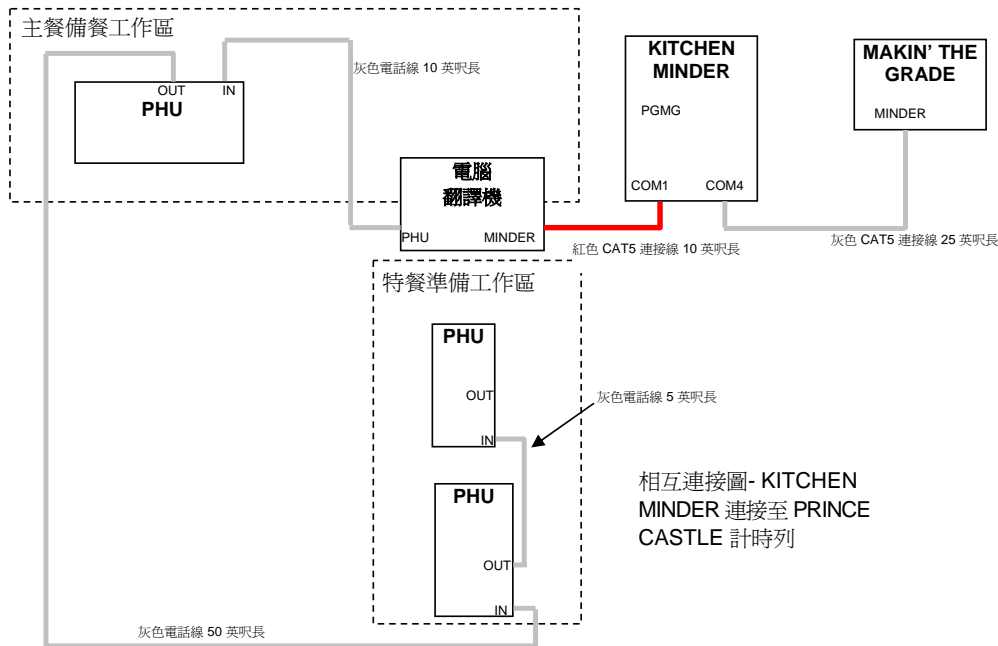 主餐備餐工作區
OUT
IN
PHU
灰色電話線 10 英呎長
KITCHEN
MINDER
PGMG
COM1
COM4
MAKIN’ THE
GRADE
MINDER
電腦
翻譯機
PHU
MINDER
紅色 CAT5 連接線 10 英呎長
灰色 CAT5 連接線 25 英呎長
特餐準備工作區
PHU
OUT
IN
灰色電話線 5 英呎長
PHU
OUT
IN
相互連接圖- KITCHEN
MINDER 連接至 PRINCE
CASTLE 計時列
灰色電話線 50 英呎長